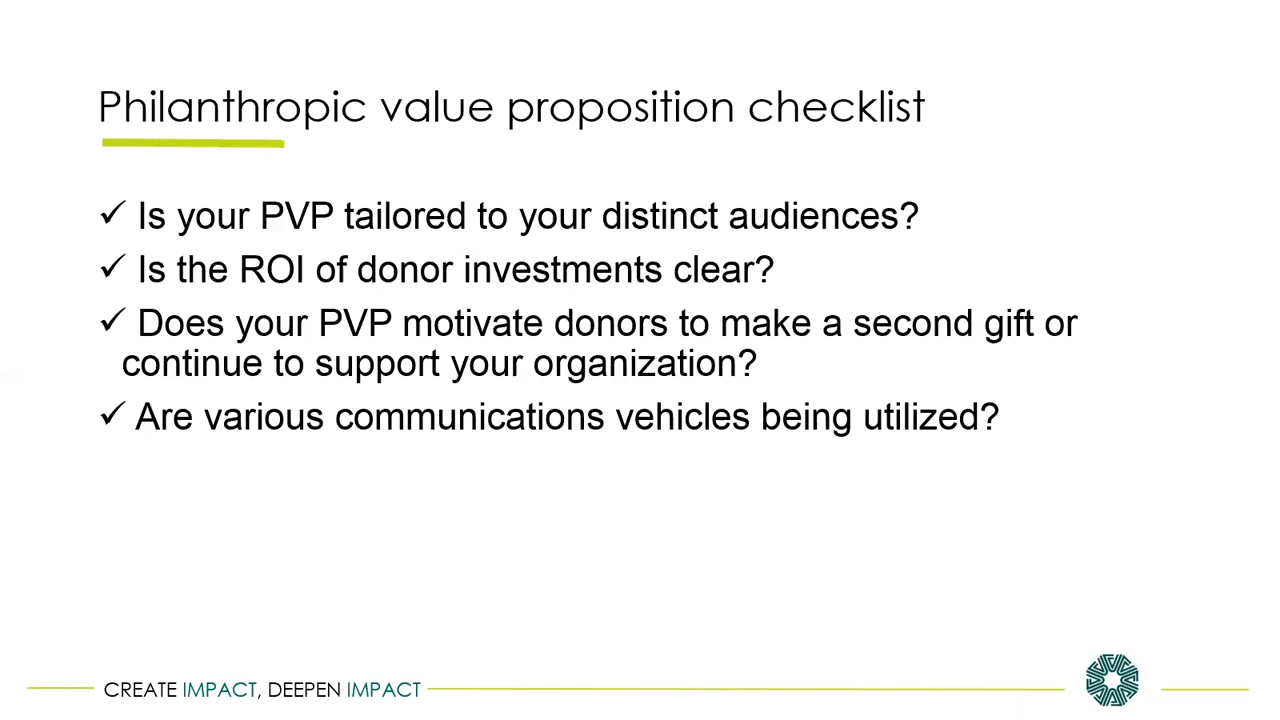 Philanthropic value proposition checklist
✓ Is your PVP tailored to your distinct audiences?
✓ Is the ROI of donor investments clear?
✓ Does your PVP motivate donors to make a second gift or
continue to support your organization?
✓ Are various communications vehicles being utilized?
CREATE IMPACT, DEEPEN IMPACT